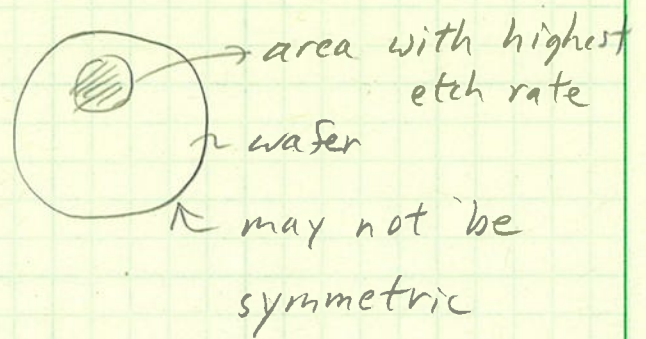 area with highest
etch rate
wafer
may not be
symmetric